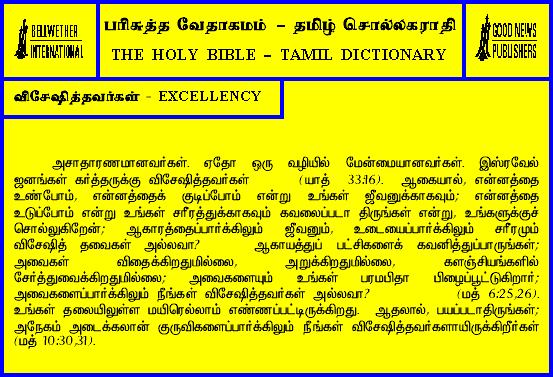 BELLWETHER
INTERNATIONAL
பரிசுத்த வேதாகமம் – தமிழ் சொல்லகராதி
THE HOLY BIBLE – TAMIL DICTIONARY
GOOD NEWS
PUBLISHERS
விசேஷித்தவர்கள் - EXCELLENCY
அசாதாரணமானவர்கள். ஏதோ ஒரு வழியில் மேன்மையானவர்கள். இஸ்ரவேல்
ஜனங்கள் கர்த்தருக்கு விசேஷித்தவர்கள் (யாத் 33:16). ஆகையால், என்னத்தை
உண்போம், என்னத்தைக் குடிப்போம் என்று உங்கள் ஜீவனுக்காகவும்; என்னத்தை
உடுப்போம் என்று உங்கள் சரீரத்துக்காகவும் கவலைப்படா திருங்கள் என்று, உங்களுக்குச்
சொல்லுகிறேன்; ஆகாரத்தைப்பார்க்கிலும் ஜீவனும், உடையைப்பார்க்கிலும் சரீரமும்
விசேஷித் தவைகள் அல்லவா? ஆகாயத்துப் பட்சிகளைக் கவனித்துப்பாருங்கள்;
அவைகள் விதைக்கிறதுமில்லை, அறுக்கிறதுமில்லை, களஞ்சியங்களில்
சேர்த்துவைக்கிறதுமில்லை; அவைகளையும் உங்கள் பரமபிதா பிழைப்பூட்டுகிறார்;
அவைகளைப்பார்க்கிலும் நீங்கள் விசேஷித்தவர்கள் அல்லவா? (மத் 6:25,26).
உங்கள் தலையிலுள்ள மயிரெல்லாம் எண்ணப்பட்டிருக்கிறது. ஆதலால், பயப்படாதிருங்கள்;
அநேகம் அடைக்கலான் குருவிகளைப்பார்க்கிலும் நீங்கள் விசேஷித்தவர்களாயிருக்கிறீர்கள்
(மத் 10:30,31).